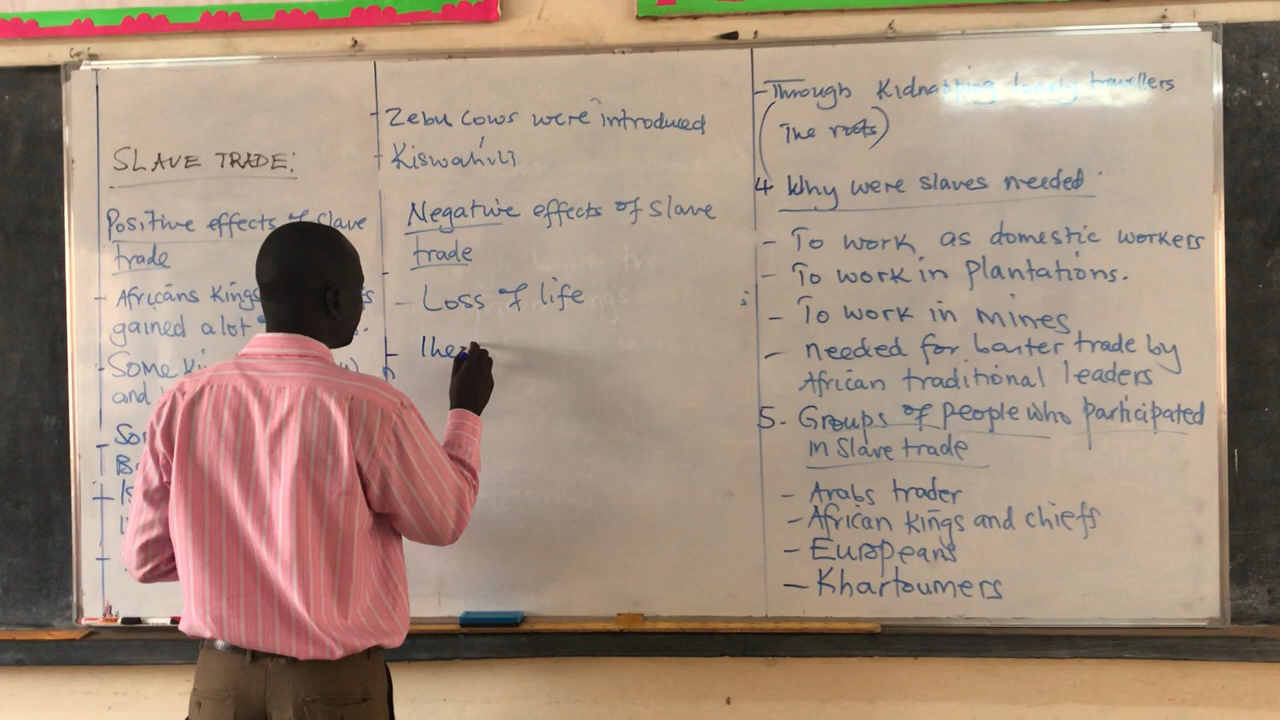 SLAVE TRADE:
Positive effects of slave
trade
- Africans Kings
gained a lot
- Some
and
Zebu cows were introduced
- Kiswahili
Negative effects of slave
trade
- Loss of life
- The
- Through Kidnapping lonely travellers
(The roots)
4 Why were slaves needed
- To work as domestic workers
- To work in plantations.
- To work in mines
- needed for barter trade by
African traditional leaders
5. Groups of people who participated
in slave trade
- Arabs trader
- African kings and chiefs
- Europeans
- Khartoumers